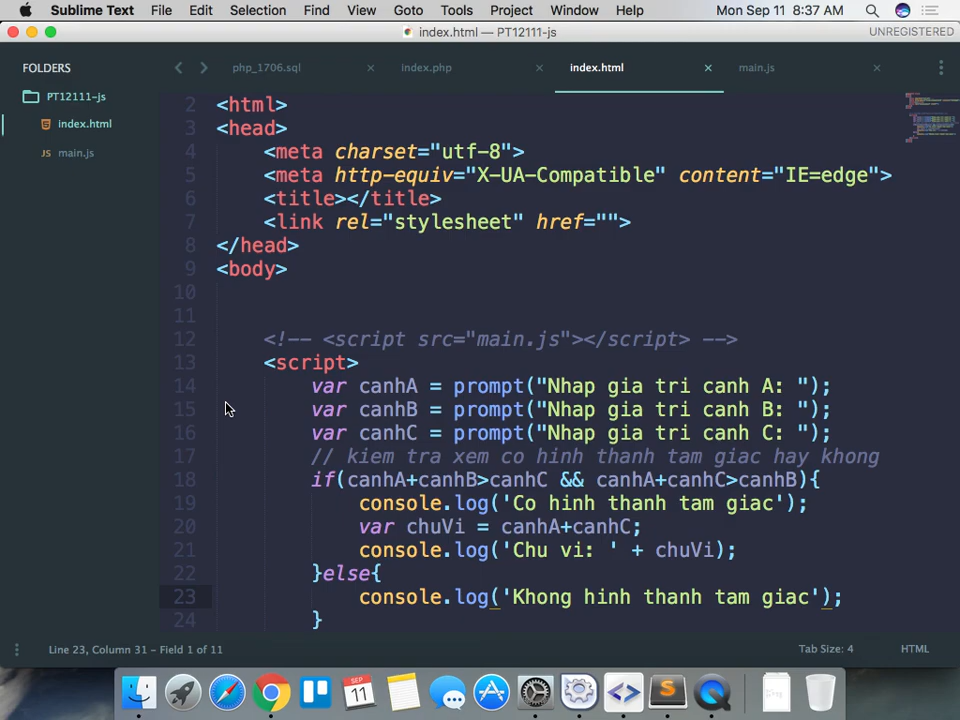 Sublime Text File Edit Selection Find View Goto Tools Project Window Help Mon Sep 11 8:37 AM
index.html — PT12111-js UNREGISTERED
FOLDERS
PT12111-js
index.html
JS main.js
php_1706.sql × index.php × index.html × main.js ×
2 <html>
3 <head>
4 <meta charset="utf-8">
5 <meta http-equiv="X-UA-Compatible" content="IE=edge">
6 <title></title>
7 <link rel="stylesheet" href="">
8 </head>
9 <body>
10
11
12 <!-- <script src="main.js"></script> -->
13 <script>
14 var canhA = prompt("Nhap gia tri canh A: ");
15 var canhB = prompt("Nhap gia tri canh B: ");
16 var canhC = prompt("Nhap gia tri canh C: ");
17 // kiem tra xem co hinh thanh tam giac hay khong
18 if(canhA+canhB>canhC && canhA+canhC>canhB){
19 console.log('Co hinh thanh tam giac');
20 var chuVi = canhA+canhC;
21 console.log('Chu vi: ' + chuVi);
22 }else{
23 console.log('Khong hinh thanh tam giac');
24 }
Line 23, Column 31 - Field 1 of 11 Tab Size: 4 HTML
SEP
11